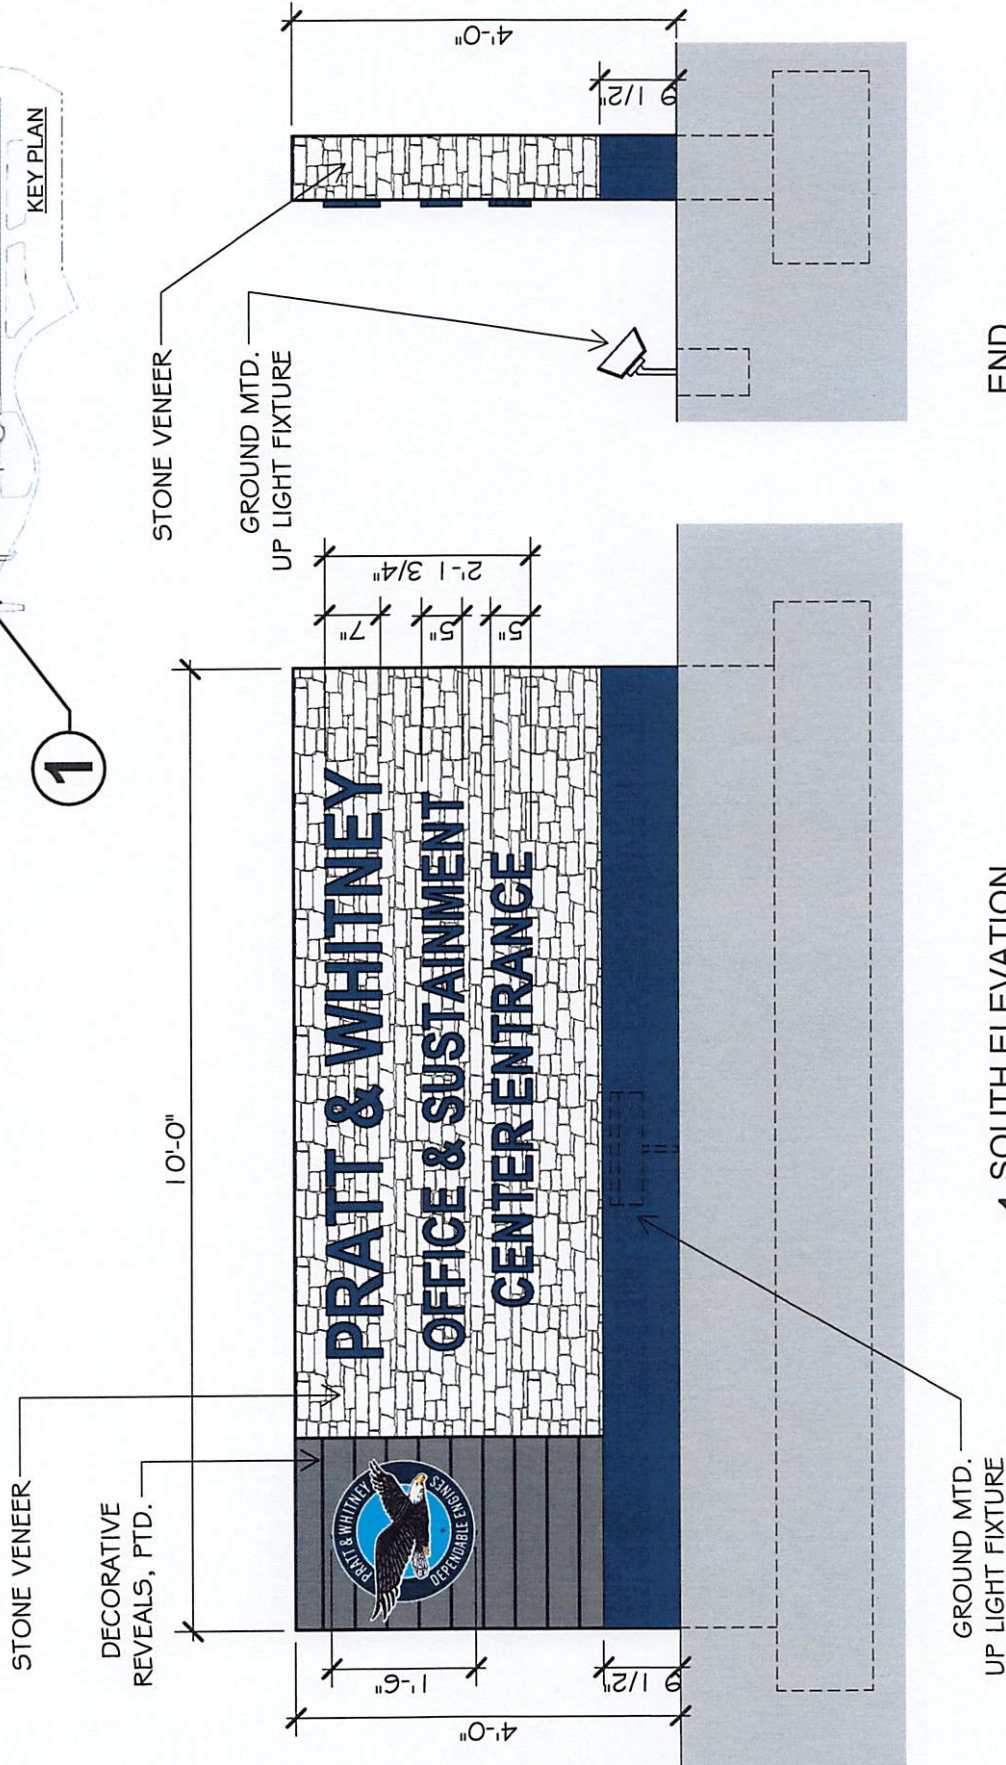 KEY PLAN
1
STONE VENEER
DECORATIVE
REVEALS, PTD.
10'-0"
STONE VENEER
GROUND MTD.
UP LIGHT FIXTURE
PRATT & WHITNEY
DEPENDABLE ENGINES
PRATT & WHITNEY
OFFICE & SUSTAINMENT
CENTER ENTRANCE
4'-0"
1'-6"
9 1/2"
7"
5"
5"
2'-1 3/4"
4'-0"
9 1/2"
GROUND MTD.
UP LIGHT FIXTURE
SOUTH ELEVATION
END